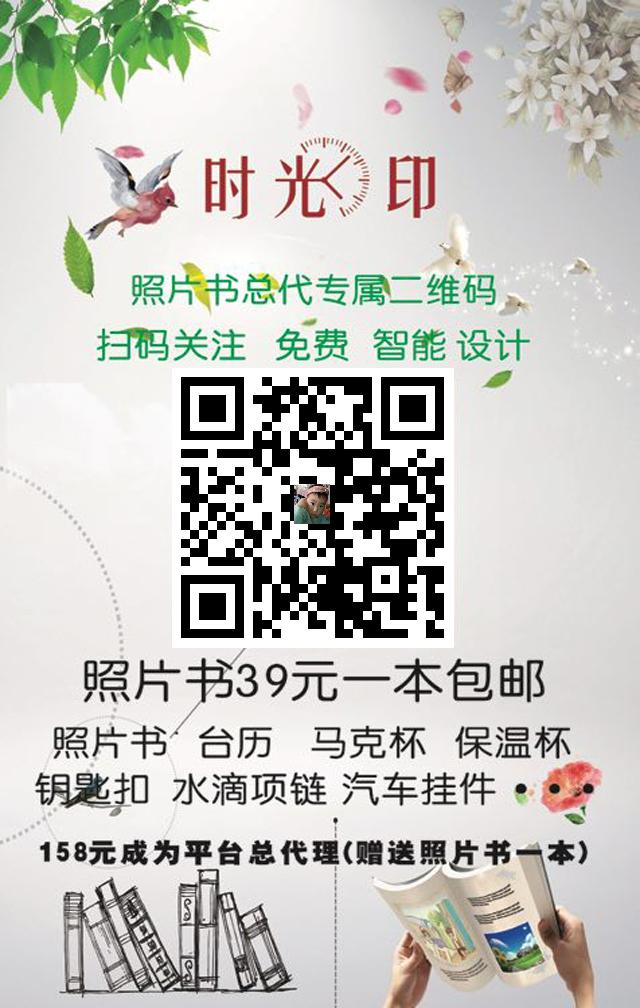 时光印
照片书总代专属二维码
扫码关注 免费 智能 设计
照片书39元一本包邮
照片书 台历 马克杯 保温杯
钥匙扣 水滴项链 汽车挂件
158元成为平台总代理(赠送照片书一本)